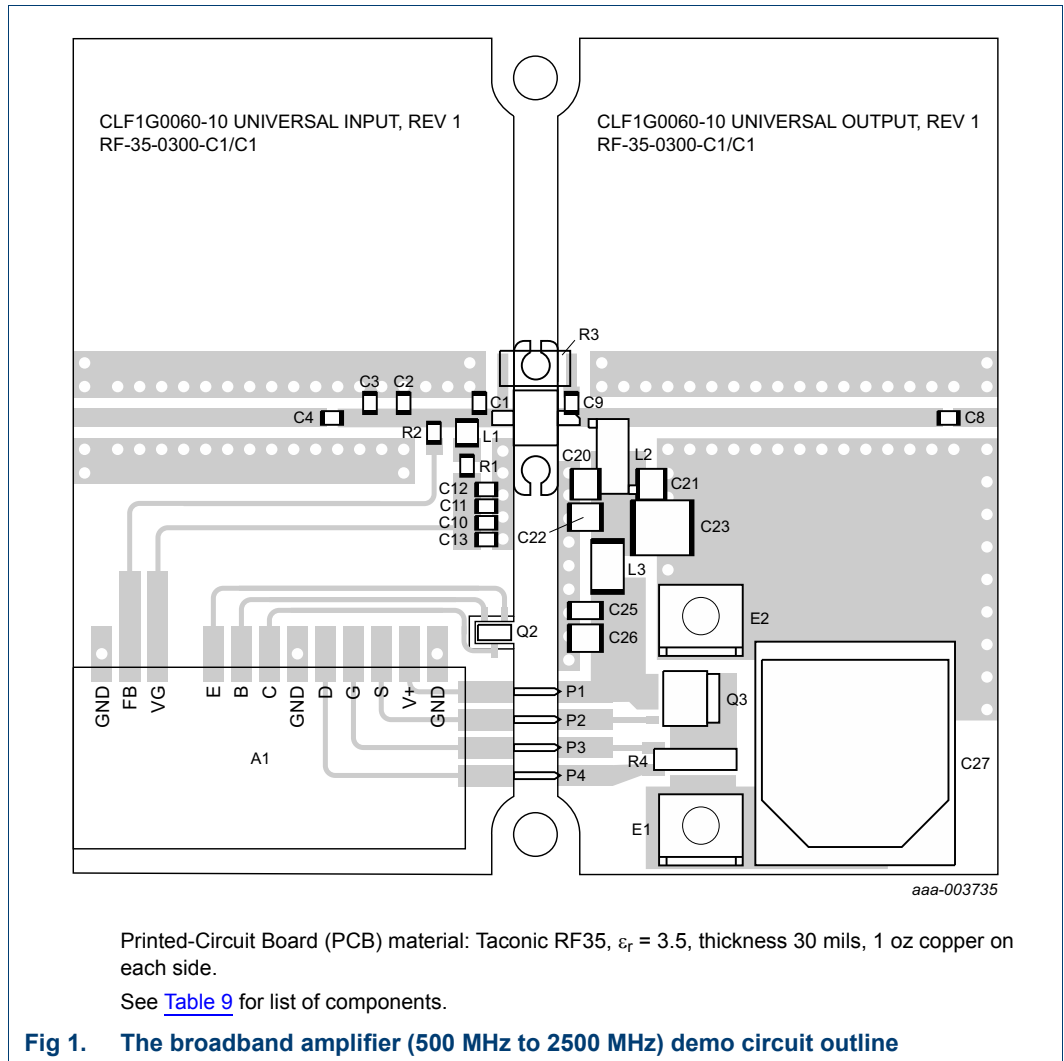 CLF1G0060-10 UNIVERSAL INPUT, REV 1
RF-35-0300-C1/C1
CLF1G0060-10 UNIVERSAL OUTPUT, REV 1
RF-35-0300-C1/C1
R3
C3
C2
C1
C9
C4
C8
R2
L1
C20
L2
R1
C12
C21
C11
C10
C22
C23
C13
L3
C25
E2
Q2
C26
GND
FB
VG
E
B
C
GND
D
G
S
V+
GND
P1
Q3
P2
P3
A1
R4
C27
P4
E1
aaa-003735
Printed-Circuit Board (PCB) material: Taconic RF35, εr = 3.5, thickness 30 mils, 1 oz copper on
each side.
See Table 9 for list of components.
Fig 1. The broadband amplifier (500 MHz to 2500 MHz) demo circuit outline